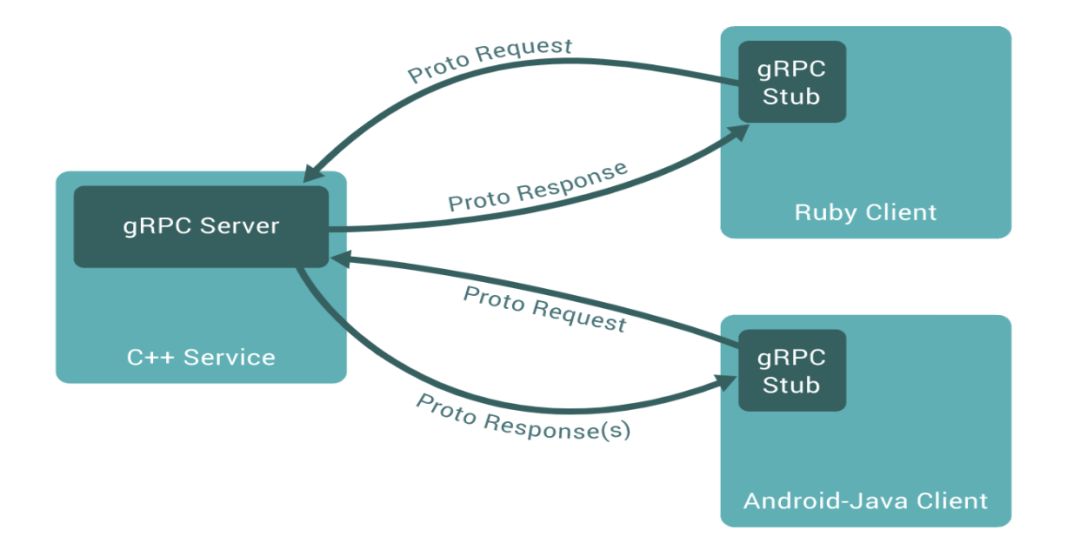 Proto Request
gRPC
Stub
Proto Response
Ruby Client
gRPC Server
C++ Service
Proto Request
gRPC
Stub
Proto Response(s)
Android-Java Client